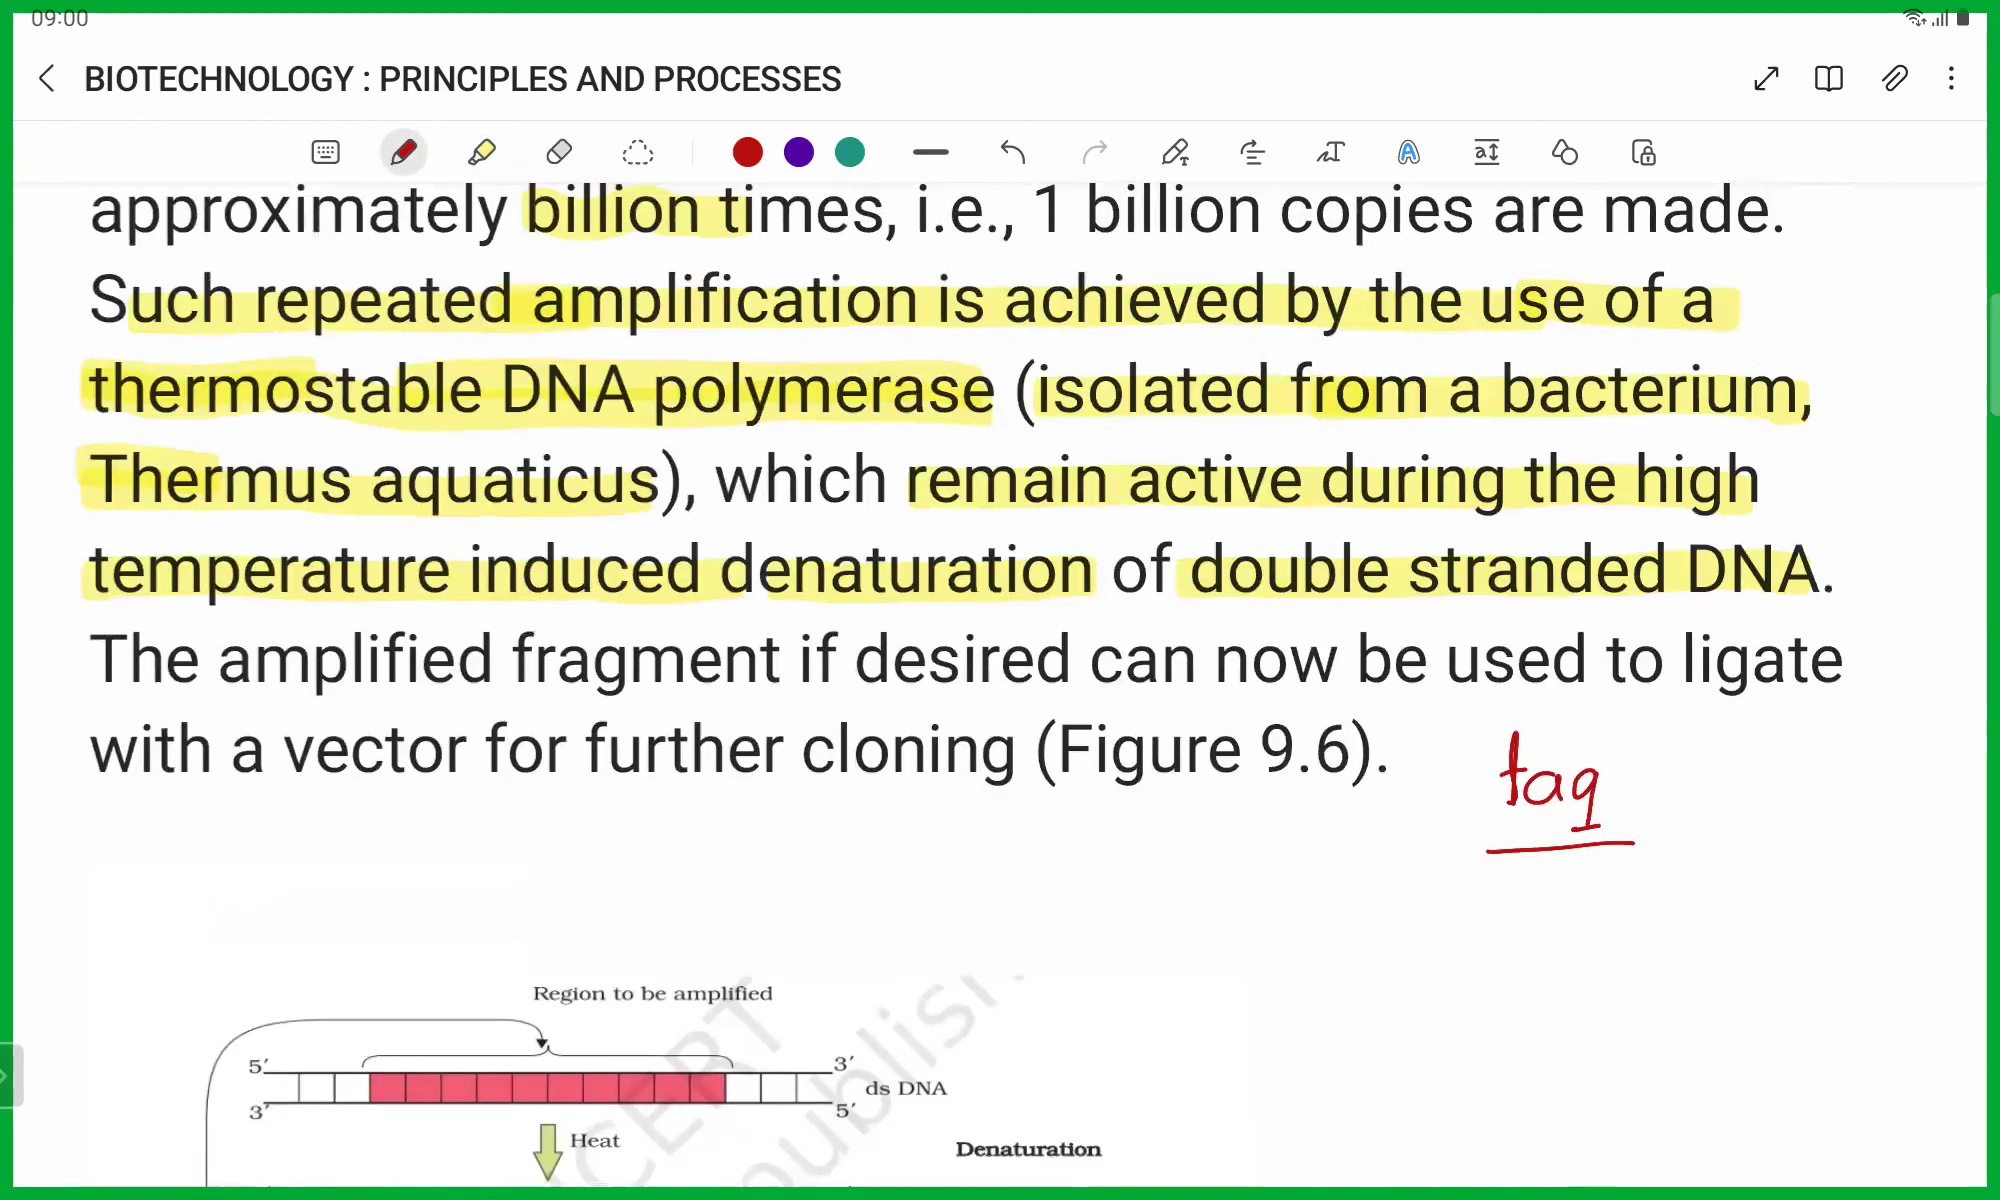 09:00
BIOTECHNOLOGY : PRINCIPLES AND PROCESSES
approximately billion times, i.e., 1 billion copies are made.
Such repeated amplification is achieved by the use of a
thermostable DNA polymerase (isolated from a bacterium,
Thermus aquaticus), which remain active during the high
temperature induced denaturation of double stranded DNA.
The amplified fragment if desired can now be used to ligate
with a vector for further cloning (Figure 9.6).
taq
Region to be amplified
5′ 3′
ds DNA
3′ 5′
Heat
Denaturation